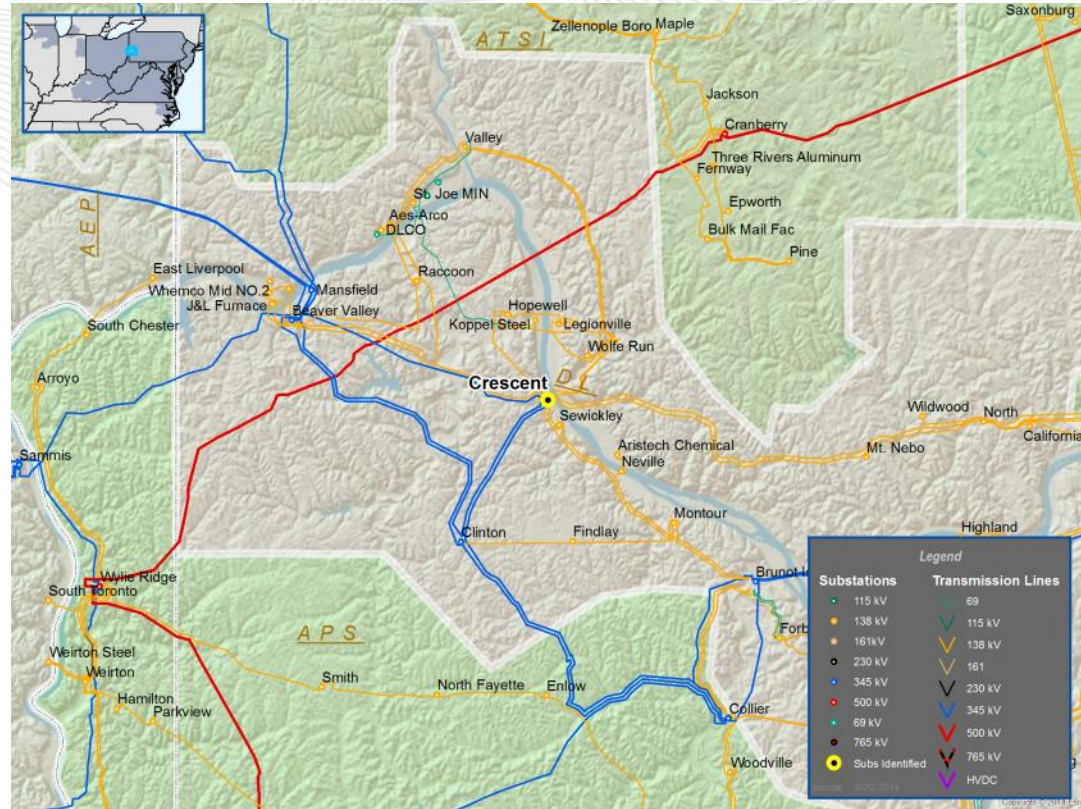 Saxonburg
Zellenople Boro Maple
ATSI
Jackson
Cranberry
Valley
Three Rivers Aluminum
Fernway
St. Joe MIN
Epworth
Aes-Arco
DLCO
Bulk Mail Fac
Pine
AEP
East Liverpool
Raccoon
Whemco Mid NO.2
Mansfield
J&L Furnace
Beaver Valley
Hopewell
Koppel Steel
Legionville
South Chester
Wolfe Run
Crescent
DL
Arroyo
Sewickley
Wildwood
North
California
Sammis
Aristech Chemical
Mt. Nebo
Neville
Clinton
Findlay
Montour
Highland
Wylie Ridge
South Toronto
Brunot I
Forb
APS
Weirton Steel
Weirton
Smith
North Fayette
Enlow
Hamilton
Parkview
Collier
Woodville
Legend
Substations
115 kV
138 kV
161kV
230 kV
345 kV
500 kV
69 kV
765 kV
Subs Identified
Transmission Lines
69
115 kV
138 kV
161
230 kV
345 kV
500 kV
765 kV
HVDC